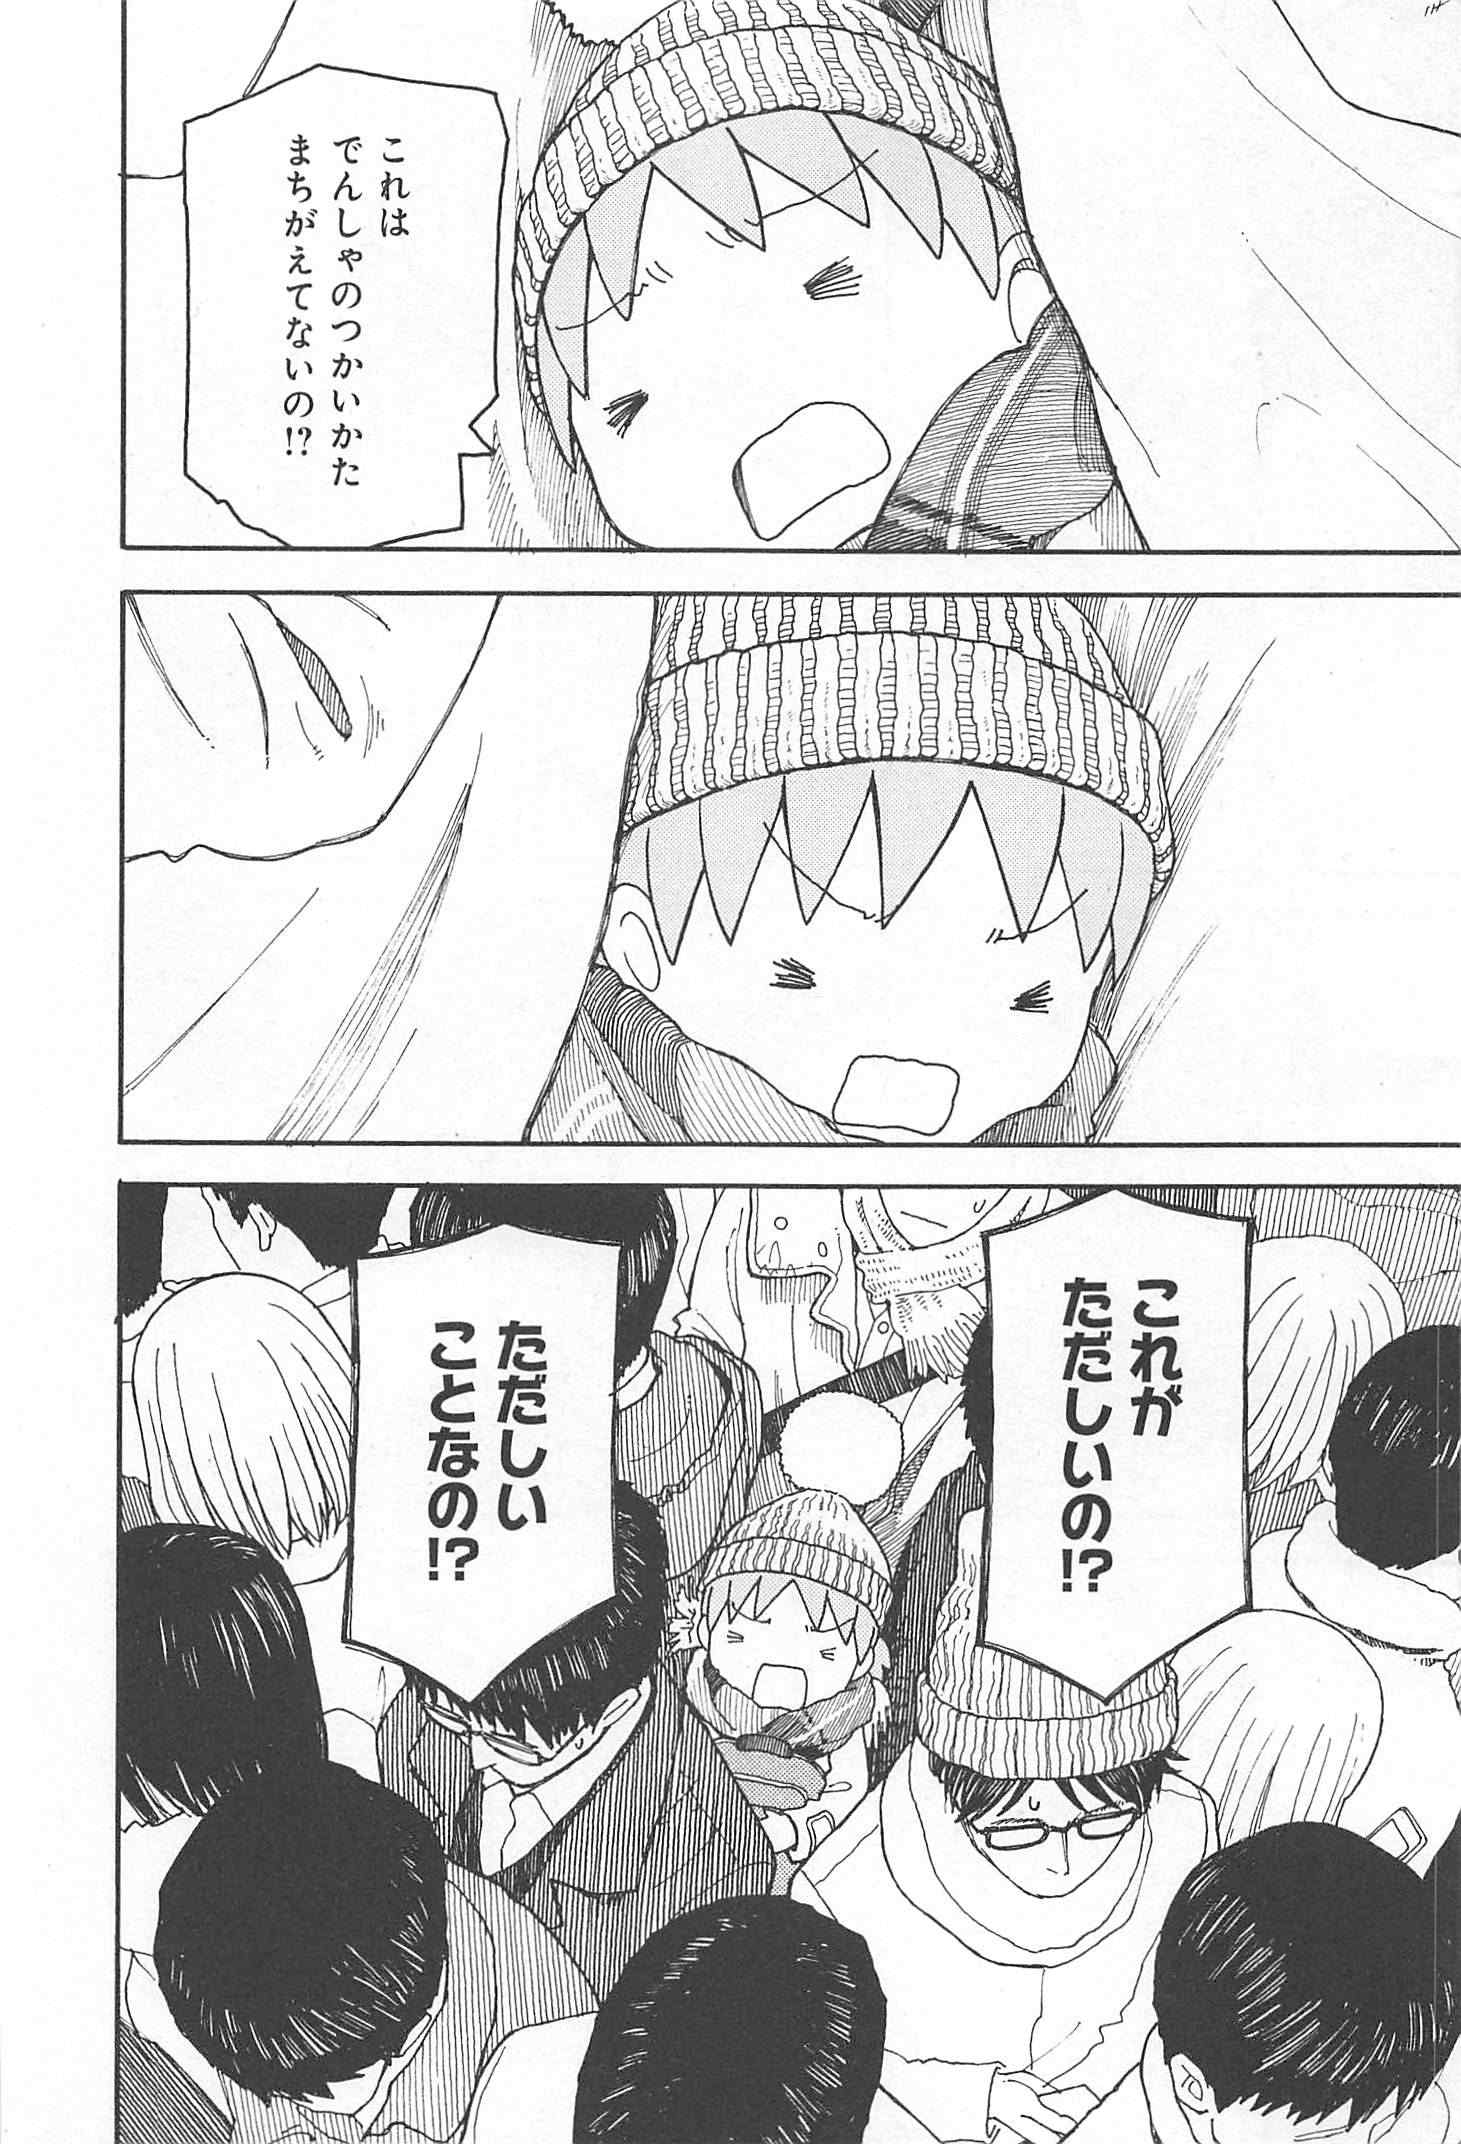 これは
でんしゃのつかいかた
まちがえてないの!?
これが
ただしいの!?
ただしい
ことなの!?